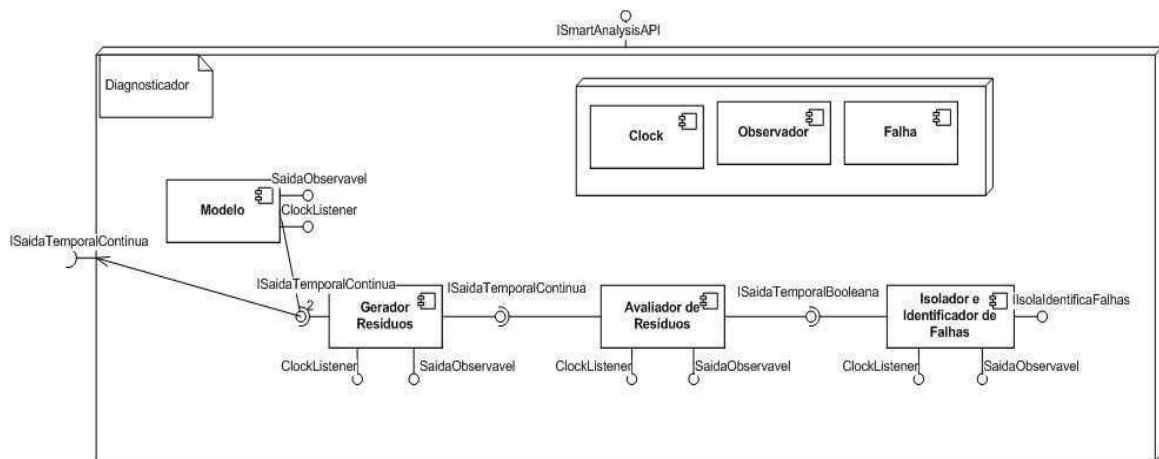 ISmartAnalysisAPI
Diagnosticador
Clock
Observador
Falha
SaidaObservavel
Modelo
ClockListener
ISaidaTemporalContinua
ISaidaTemporalContinua
2
Gerador
Resíduos
ISaidaTemporalContinua
Avaliador de
Resíduos
ISaidaTemporalBooleana
Isolador e
Identificador de
Falhas
IIsolaIdentificaFalhas
ClockListener
SaidaObservavel
ClockListener
SaidaObservavel
ClockListener
SaidaObservavel